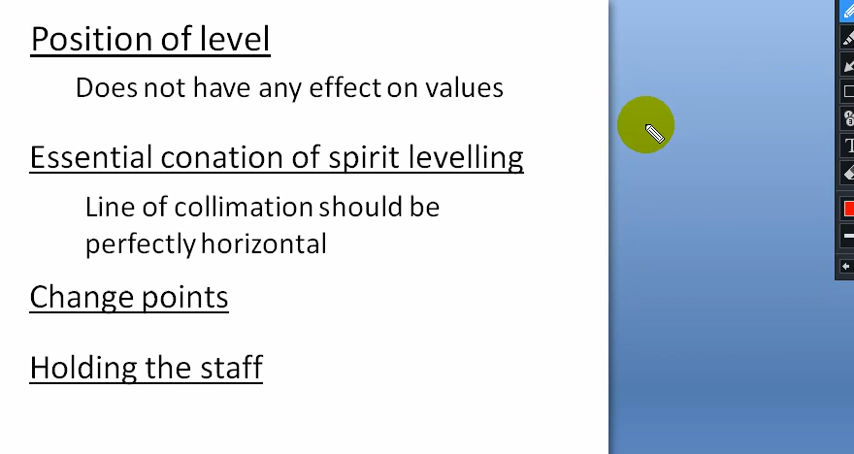 Position of level
Does not have any effect on values
Essential conation of spirit levelling
Line of collimation should be
perfectly horizontal
Change points
Holding the staff